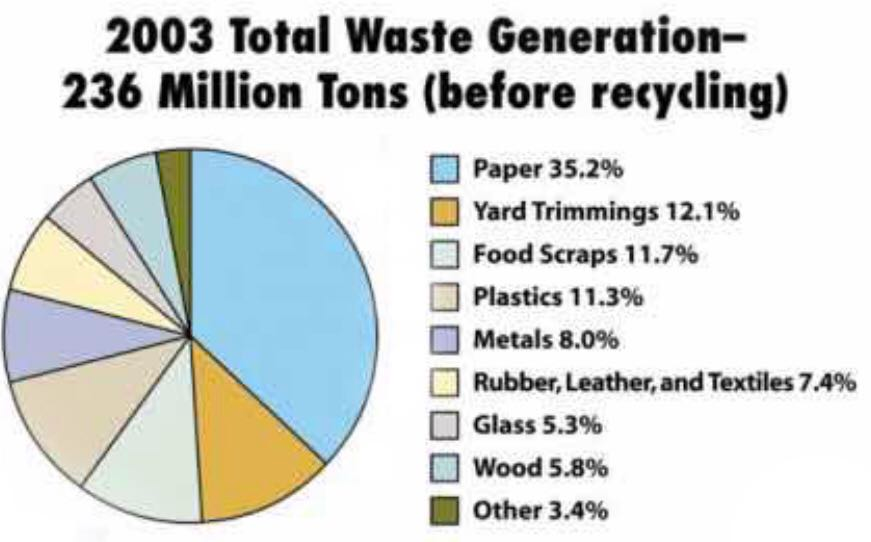 2003 Total Waste Generation–
236 Million Tons (before recycling)
Paper 35.2%
Yard Trimmings 12.1%
Food Scraps 11.7%
Plastics 11.3%
Metals 8.0%
Rubber, Leather, and Textiles 7.4%
Glass 5.3%
Wood 5.8%
Other 3.4%